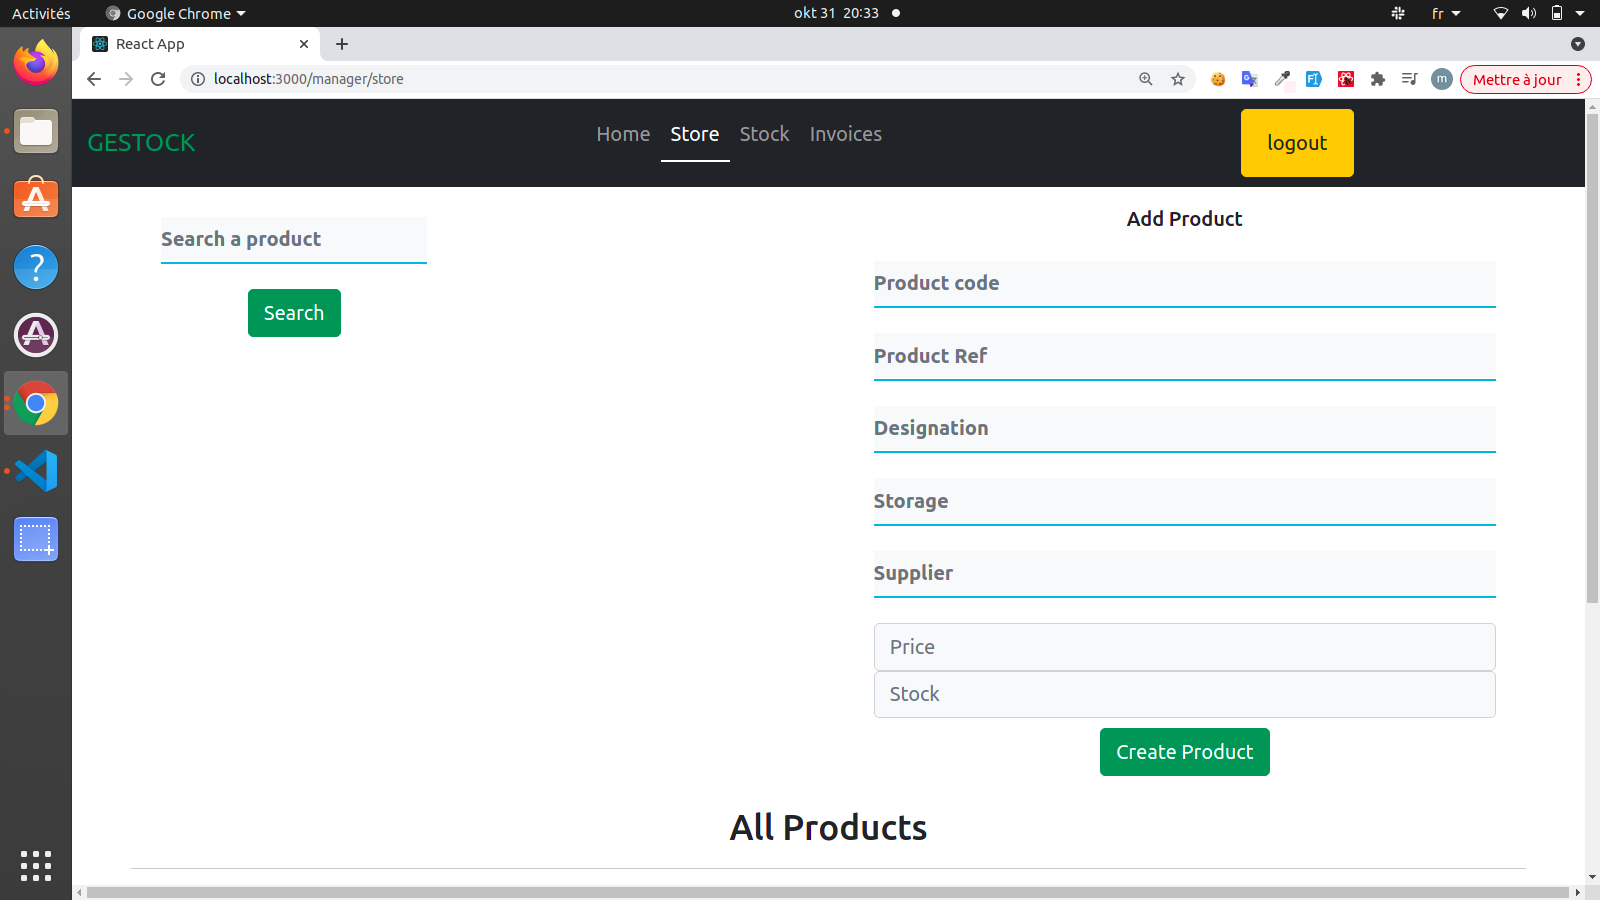 Activités
Google Chrome
okt 31 20:33
fr
React App
localhost:3000/manager/store
m
Mettre à jour
GESTOCK
Home
Store
Stock
Invoices
logout
Search a product
Search
Add Product
Product code
Product Ref
Designation
Storage
Supplier
Price
Stock
Create Product
All Products